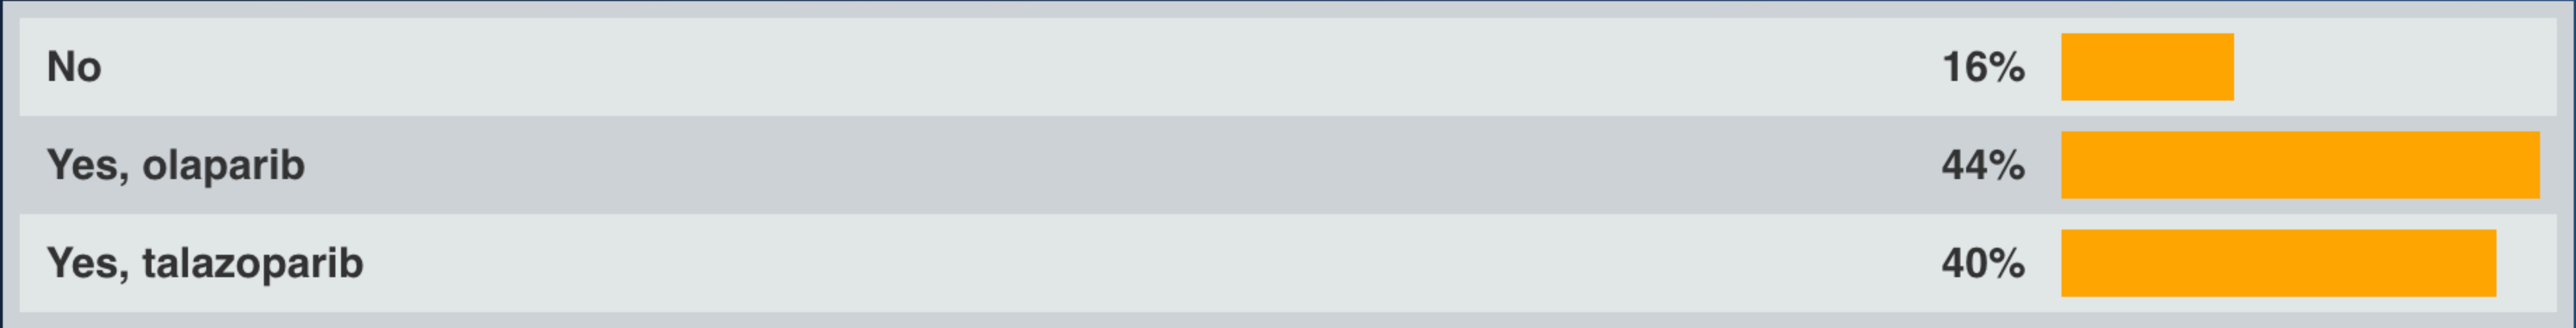 No 16%
Yes, olaparib 44%
Yes, talazoparib 40%